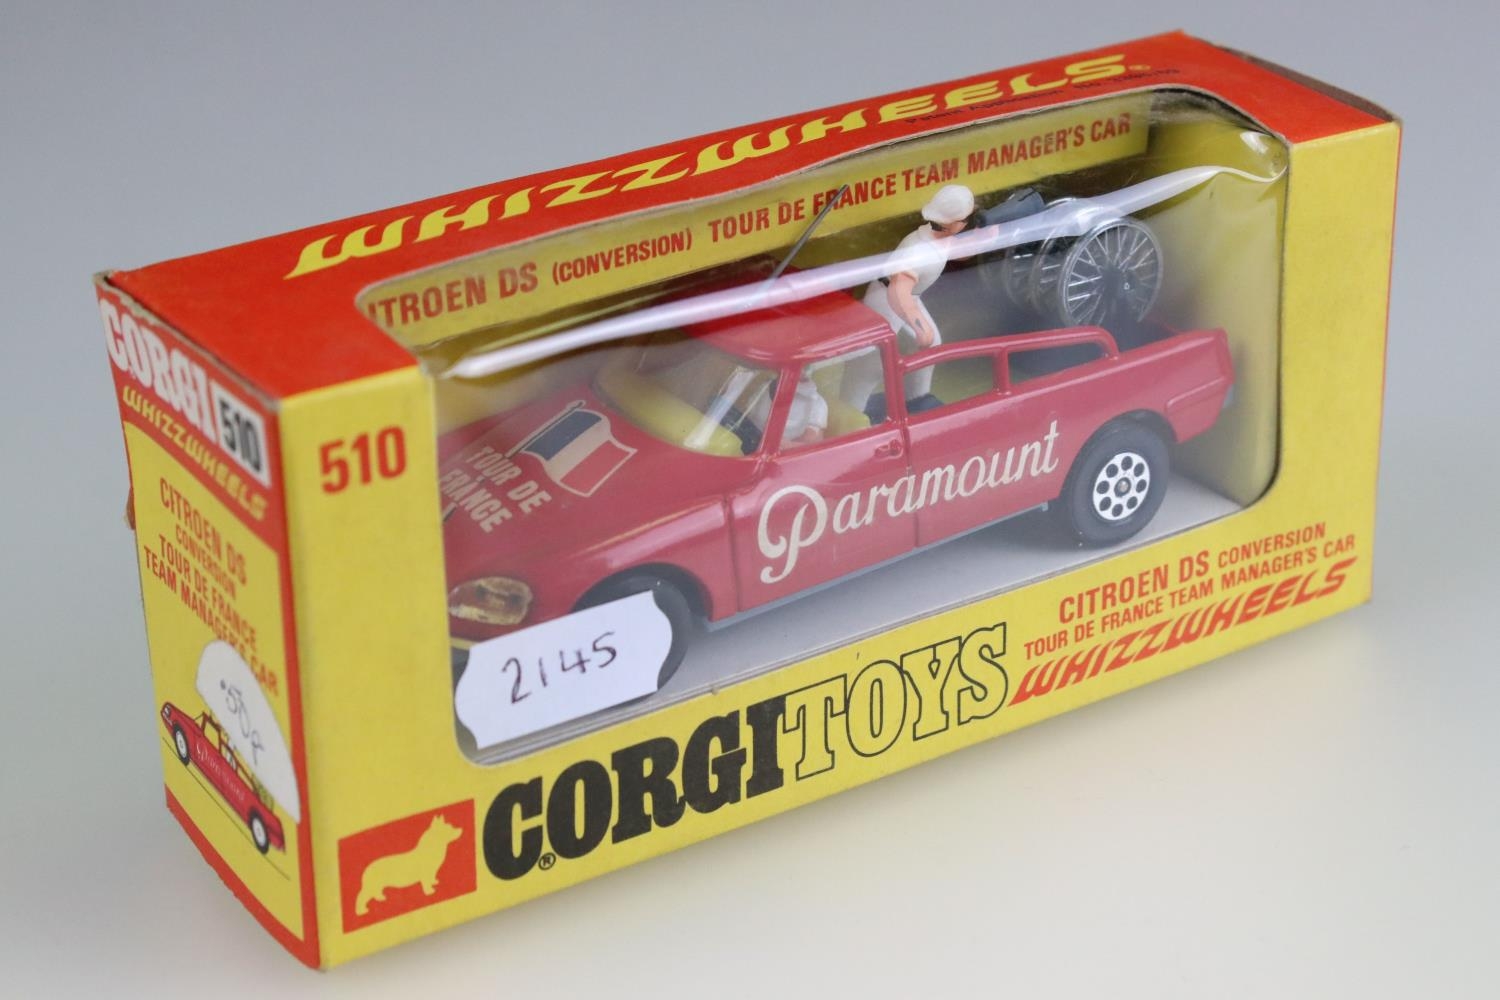 WHIZZWHEELS
ITROEN DS (CONVERSION) TOUR DE FRANCE TEAM MANAGER'S CAR
CORGI 510
WHIZZWHEELS
510
CITROEN DS
CONVERSION
TOUR DE FRANCE
TEAM MANAGER'S CAR
TOUR DE
FRANCE
Paramount
2145
CITROEN DS CONVERSION
TOUR DE FRANCE TEAM MANAGER'S CAR
WHIZZWHEELS
CORGI TOYS
510